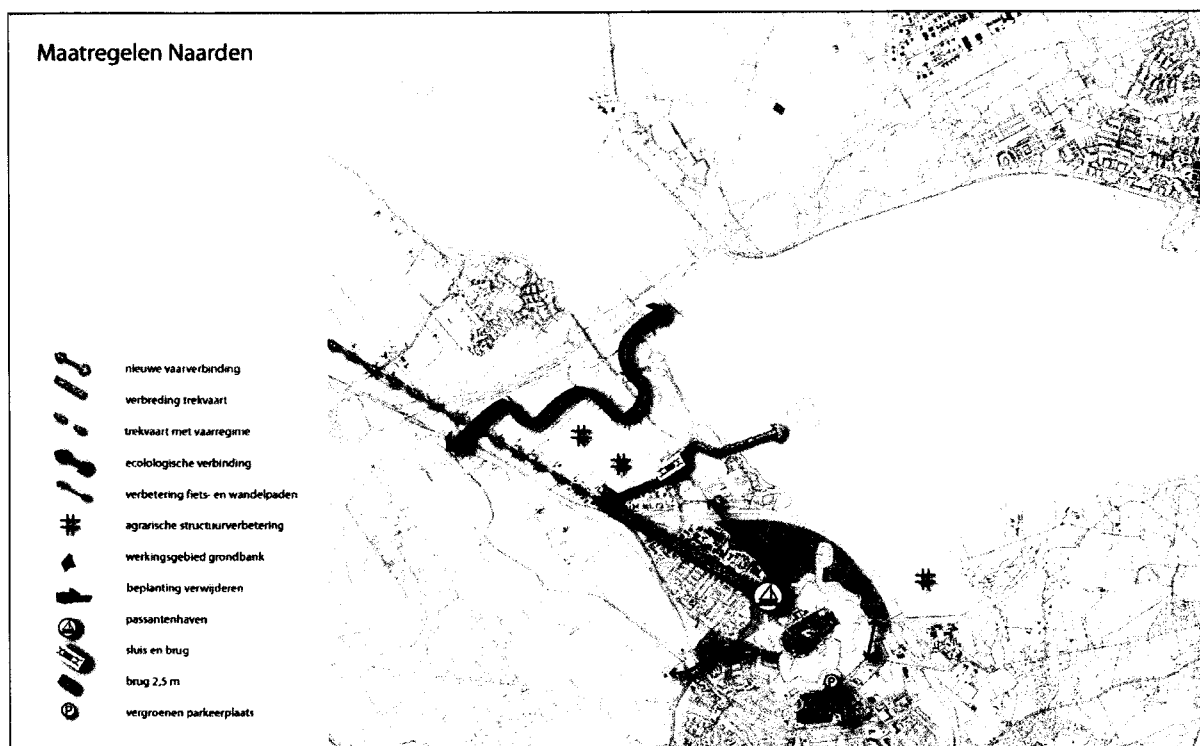 Maatregelen Naarden
nieuwe vaarverbinding
verbreding trekvaart
trekvaart met vaarregime
ecolologische verbinding
verbetering fiets- en wandelpaden
agrarische structuurverbetering
werkingsgebied grondbank
beplanting verwijderen
passantenhaven
sluis en brug
brug 2,5 m
vergroenen parkeerplaats
P
P